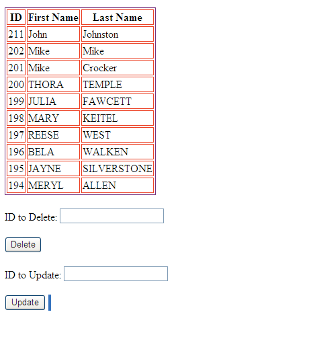 ID First Name Last Name
211 John Johnston
202 Mike Mike
201 Mike Crocker
200 THORA TEMPLE
199 JULIA FAWCETT
198 MARY KEITEL
197 REESE WEST
196 BELA WALKEN
195 JAYNE SILVERSTONE
194 MERYL ALLEN
ID to Delete:
Delete
ID to Update:
Update